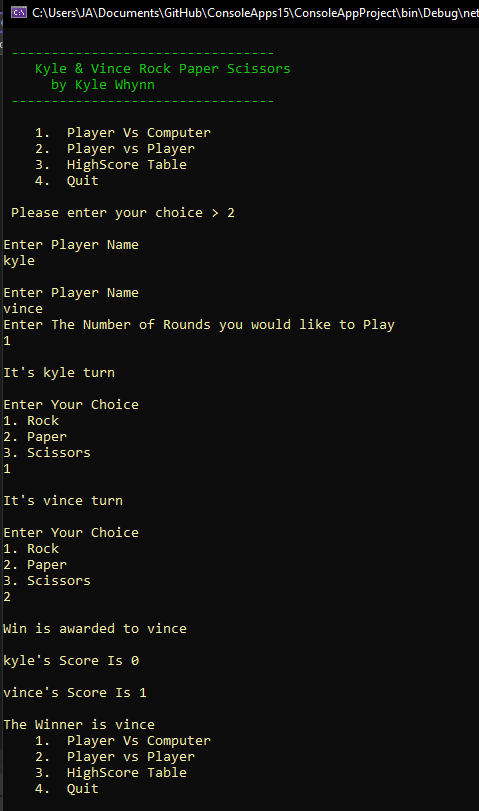 C:\Users\JA\Documents\GitHub\ConsoleApps15\ConsoleAppProject\bin\Debug\net
---------------------------------
Kyle & Vince Rock Paper Scissors
by Kyle Whynn
---------------------------------
1. Player Vs Computer
2. Player vs Player
3. HighScore Table
4. Quit
Please enter your choice > 2
Enter Player Name
kyle
Enter Player Name
vince
Enter The Number of Rounds you would like to Play
1
It's kyle turn
Enter Your Choice
1. Rock
2. Paper
3. Scissors
1
It's vince turn
Enter Your Choice
1. Rock
2. Paper
3. Scissors
2
Win is awarded to vince
kyle's Score Is 0
vince's Score Is 1
The Winner is vince
1. Player Vs Computer
2. Player vs Player
3. HighScore Table
4. Quit